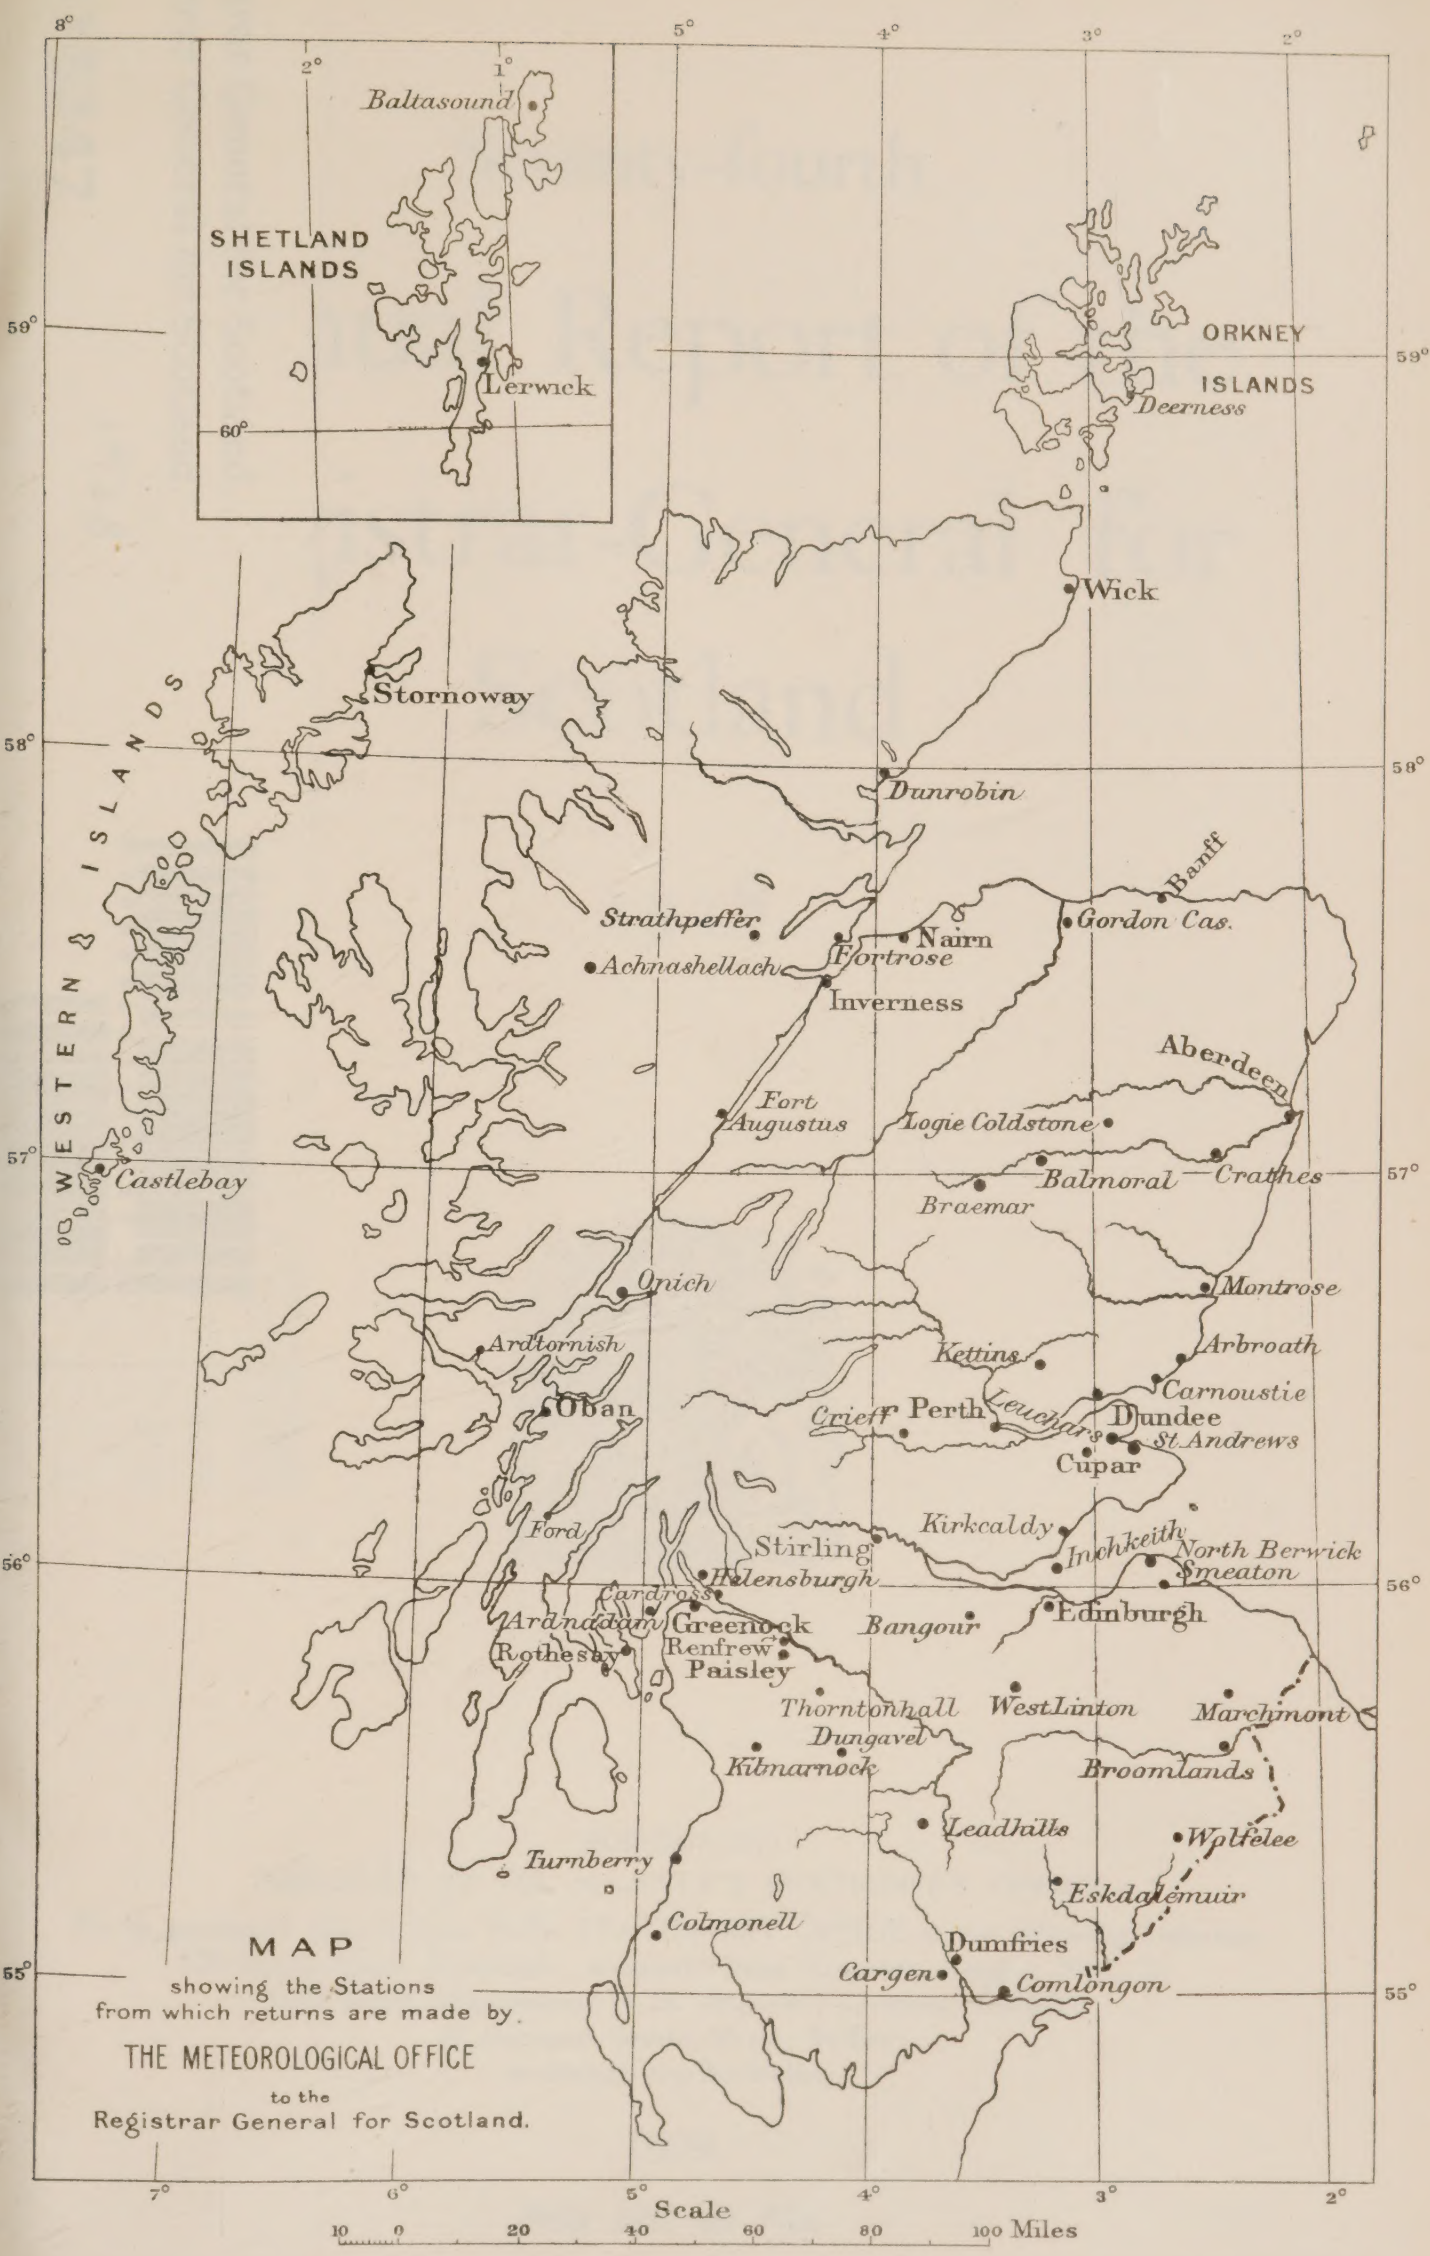 8°
5°
4°
3°
2°
2°
1°
Baltasound
SHETLAND
ISLANDS
Lerwick
60°
59°
59°
ORKNEY
ISLANDS
Deerness
Wick
WESTERN ISLANDS
Stornoway
58°
58°
Dunrobin
Banff
Strathpeffer
Gordon Cas.
Nairn
Fortrose
Achnashellach
Inverness
Aberdeen
Fort
Augustus
Logie Coldstone
57°
57°
Castlebay
Balmoral
Crathes
Braemar
Onich
Montrose
Ardtornish
Kettins
Arbroath
Carnoustie
Oban
Crieff
Perth
Leuchars
Dundee
St. Andrews
Cupar
Ford
Kirkcaldy
Stirling
Inchkeith
North Berwick
56°
56°
Helensburgh
Smeaton
Cardross
Ardnadam
Greenock
Bangour
Edinburgh
Rothesay
Renfrew
Paisley
Thorntonhall
West Linton
Marchmont
Dungavel
Kilmarnock
Broomlands
Leadhills
Wolfelee
Turnberry
Eskdalemuir
Colmonell
Dumfries
Cargen
Comlongon
55°
55°
MAP
showing the Stations
from which returns are made by
THE METEOROLOGICAL OFFICE
to the
Registrar General for Scotland.
7°
6°
5°
4°
3°
2°
Scale
10 0 20 40 60 80 100 Miles